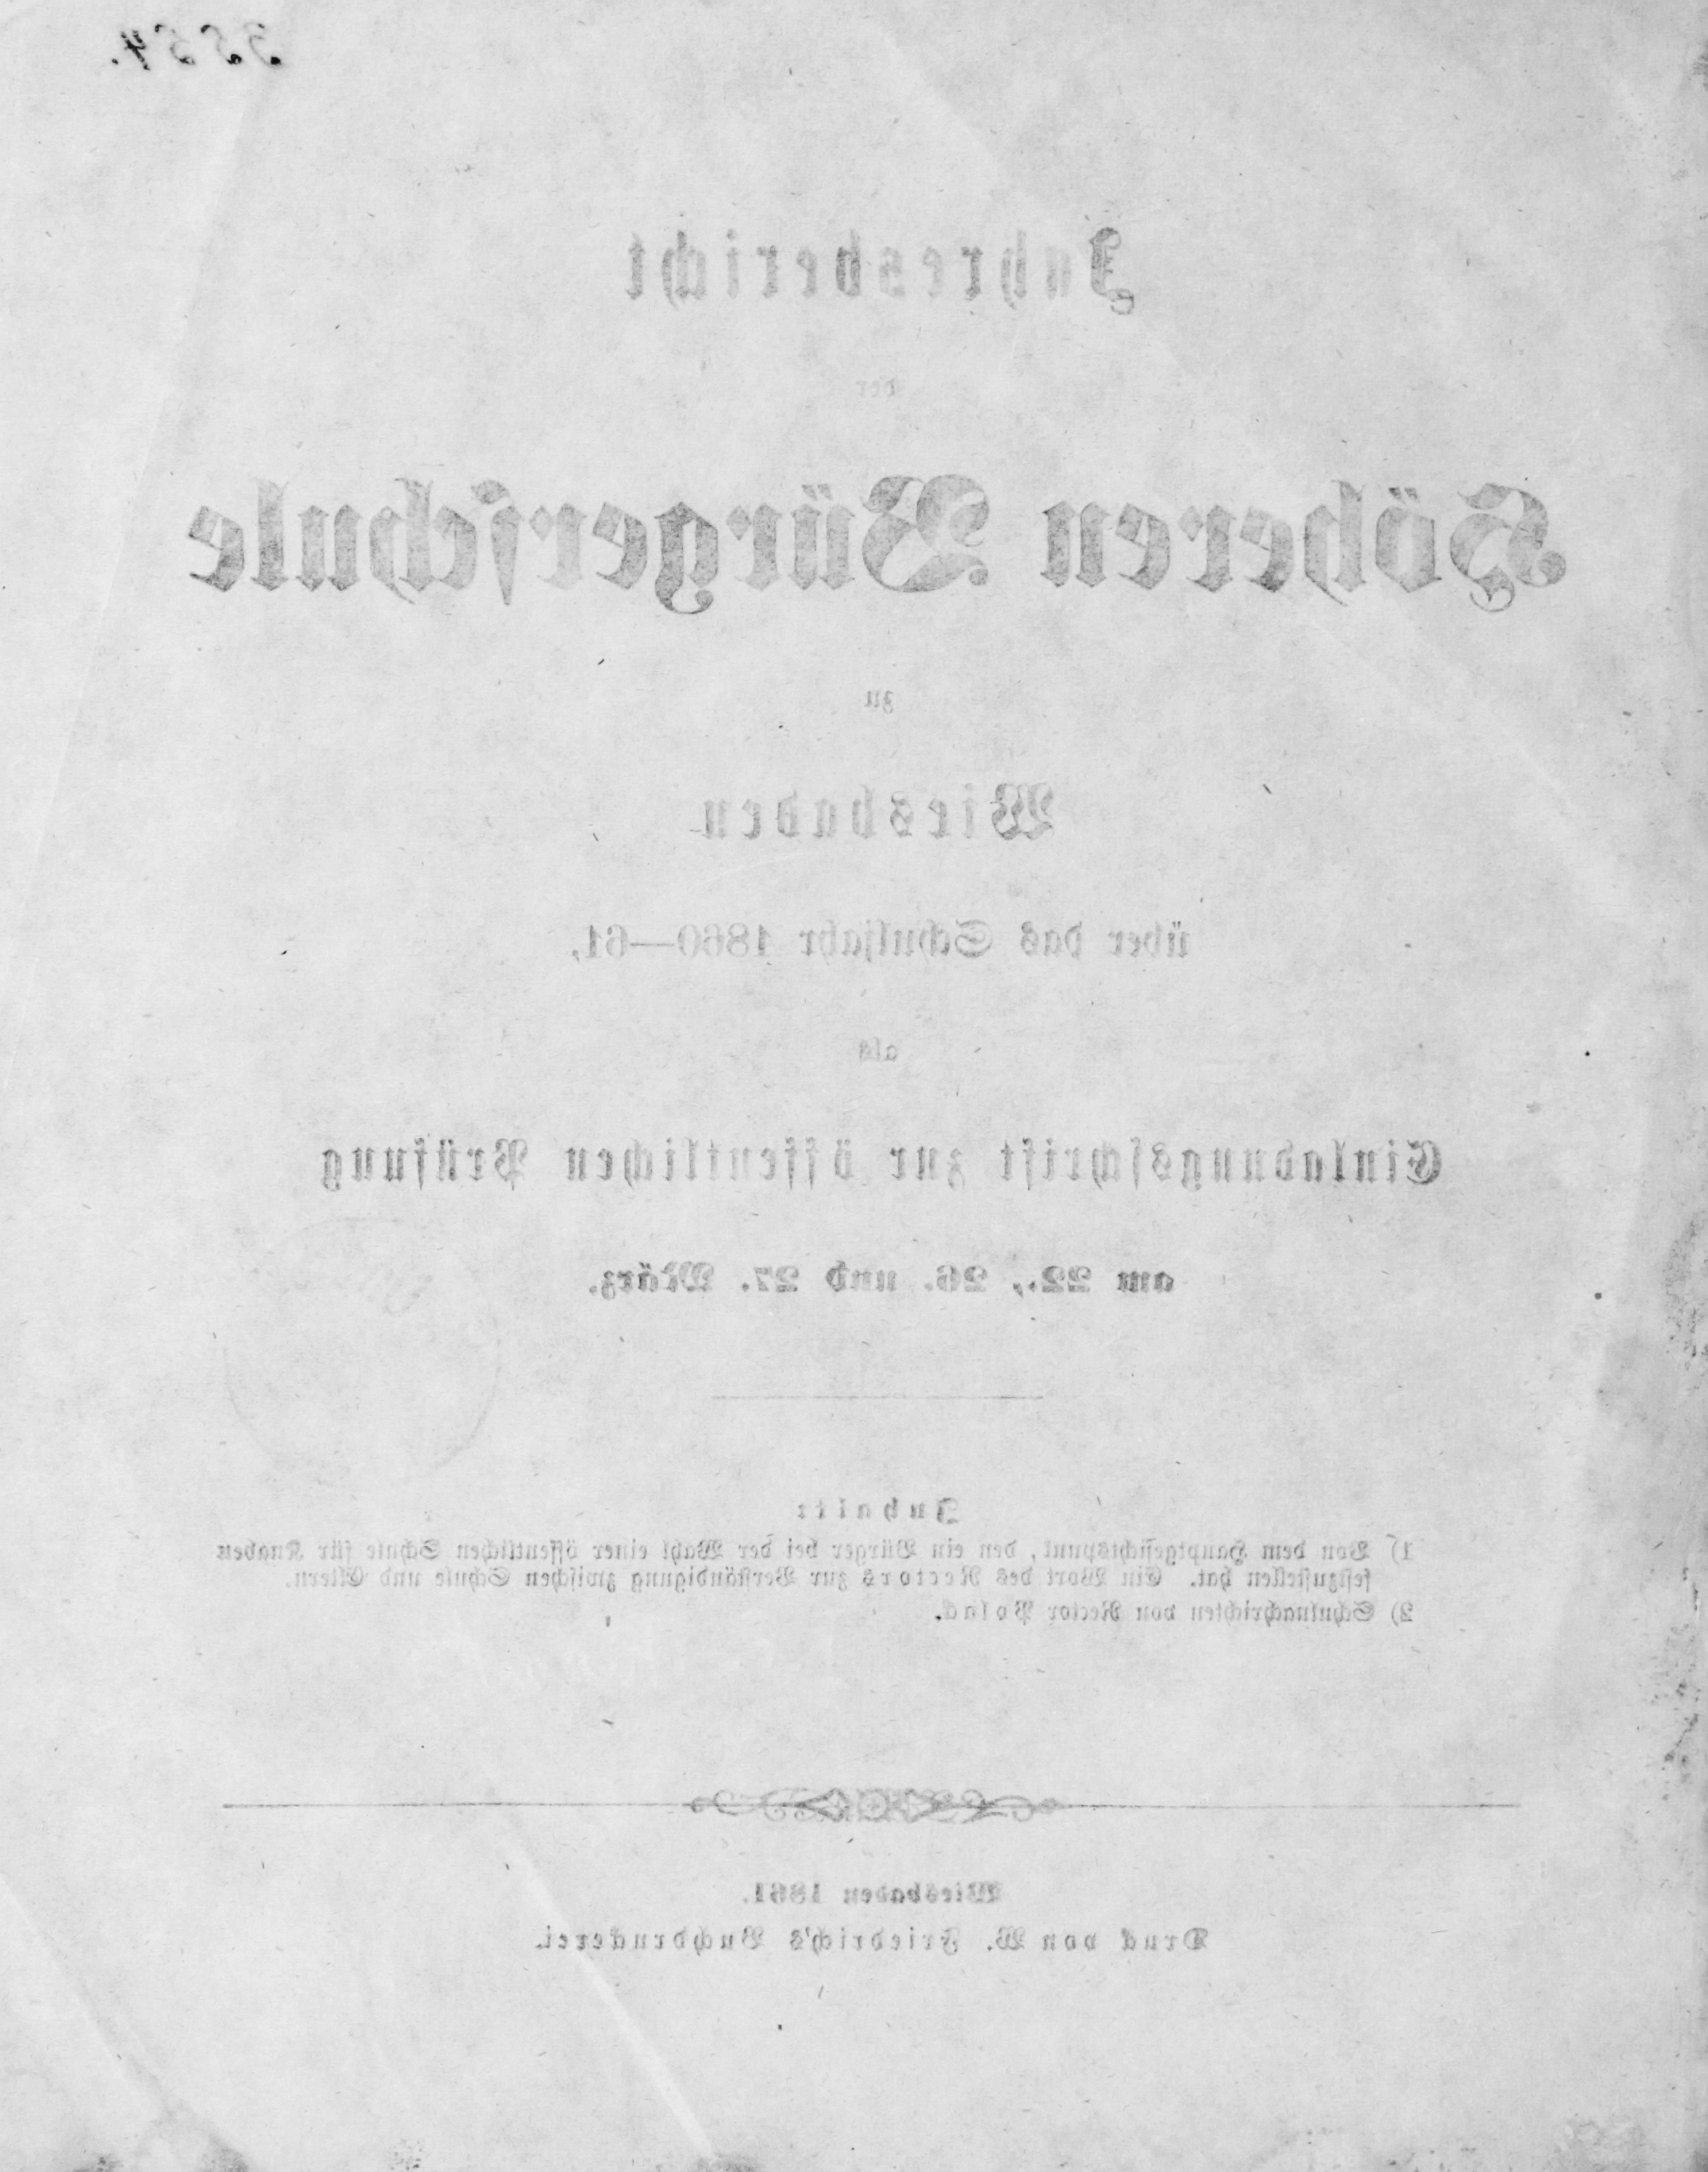 Jahresbericht
der
Höheren Bürgerschule
zu
Wiesbaden
über das Schuljahr 1860—61,
als
Einladungsschrift zur öffentlichen Prüfung
am 22., 26. und 27. März.
Inhalt:
1) Von dem Hauptgesichtspunkt, den ein Bürger bei der Wahl einer öffentlichen Schule für Knaben
festzustellen hat. Ein Wort des Rectors zur Verständigung zwischen Schule und Eltern.
2) Schulnachrichten von Rector Polack.
Wiesbaden 1861.
Druck von W. Friedrich's Buchdruckerei.